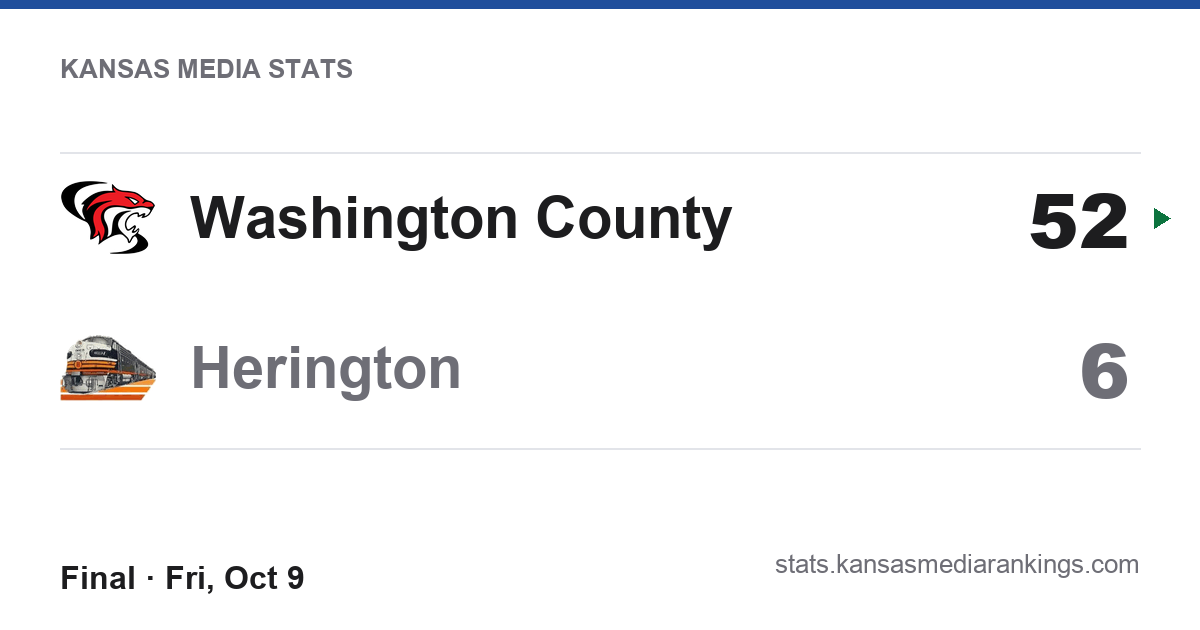 KANSAS MEDIA STATS
Washington County 52
Herington 6
Final · Fri, Oct 9
stats.kansasmediarankings.com